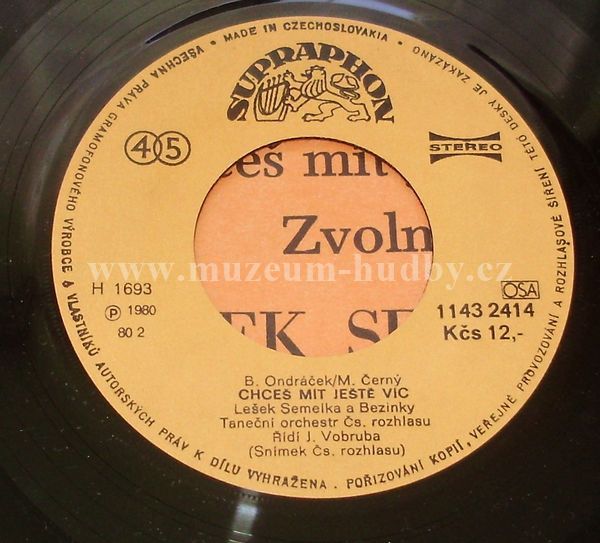 VŠECHNA PRÁVA GRAMOFONOVÉHO VÝROBCE A VLASTNÍKŮ AUTORSKÝCH PRÁV K DÍLU VYHRAŽENA . POŘIZOVÁNÍ KOPIÍ, VEŘEJNÉ PROVOZOVÁNÍ A ROZHLASOVÉ ŠÍŘENÍ TÉTO DESKY JE ZAKÁZÁNO
• MADE IN CZECHOSLOVAKIA •
SUPRAPHON
45
STEREO
ceš mít
Zvoln
EK SE
www.muzeum-hudby.cz
H 1693
P 1980
80 2
OSA
1143 2414
Kčs 12,-
B. Ondráček/M. Černý
CHCEŠ MÍT JEŠTĚ VÍC
Lešek Semelka a Bezinky
Taneční orchestr Čs. rozhlasu
Řídí J. Vobruba
(Snímek Čs. rozhlasu)